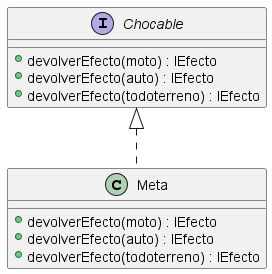 I Chocable
devolverEfecto(moto) : IEfecto
devolverEfecto(auto) : IEfecto
devolverEfecto(todoterreno) : IEfecto
C Meta
devolverEfecto(moto) : IEfecto
devolverEfecto(auto) : IEfecto
devolverEfecto(todoterreno) : IEfecto